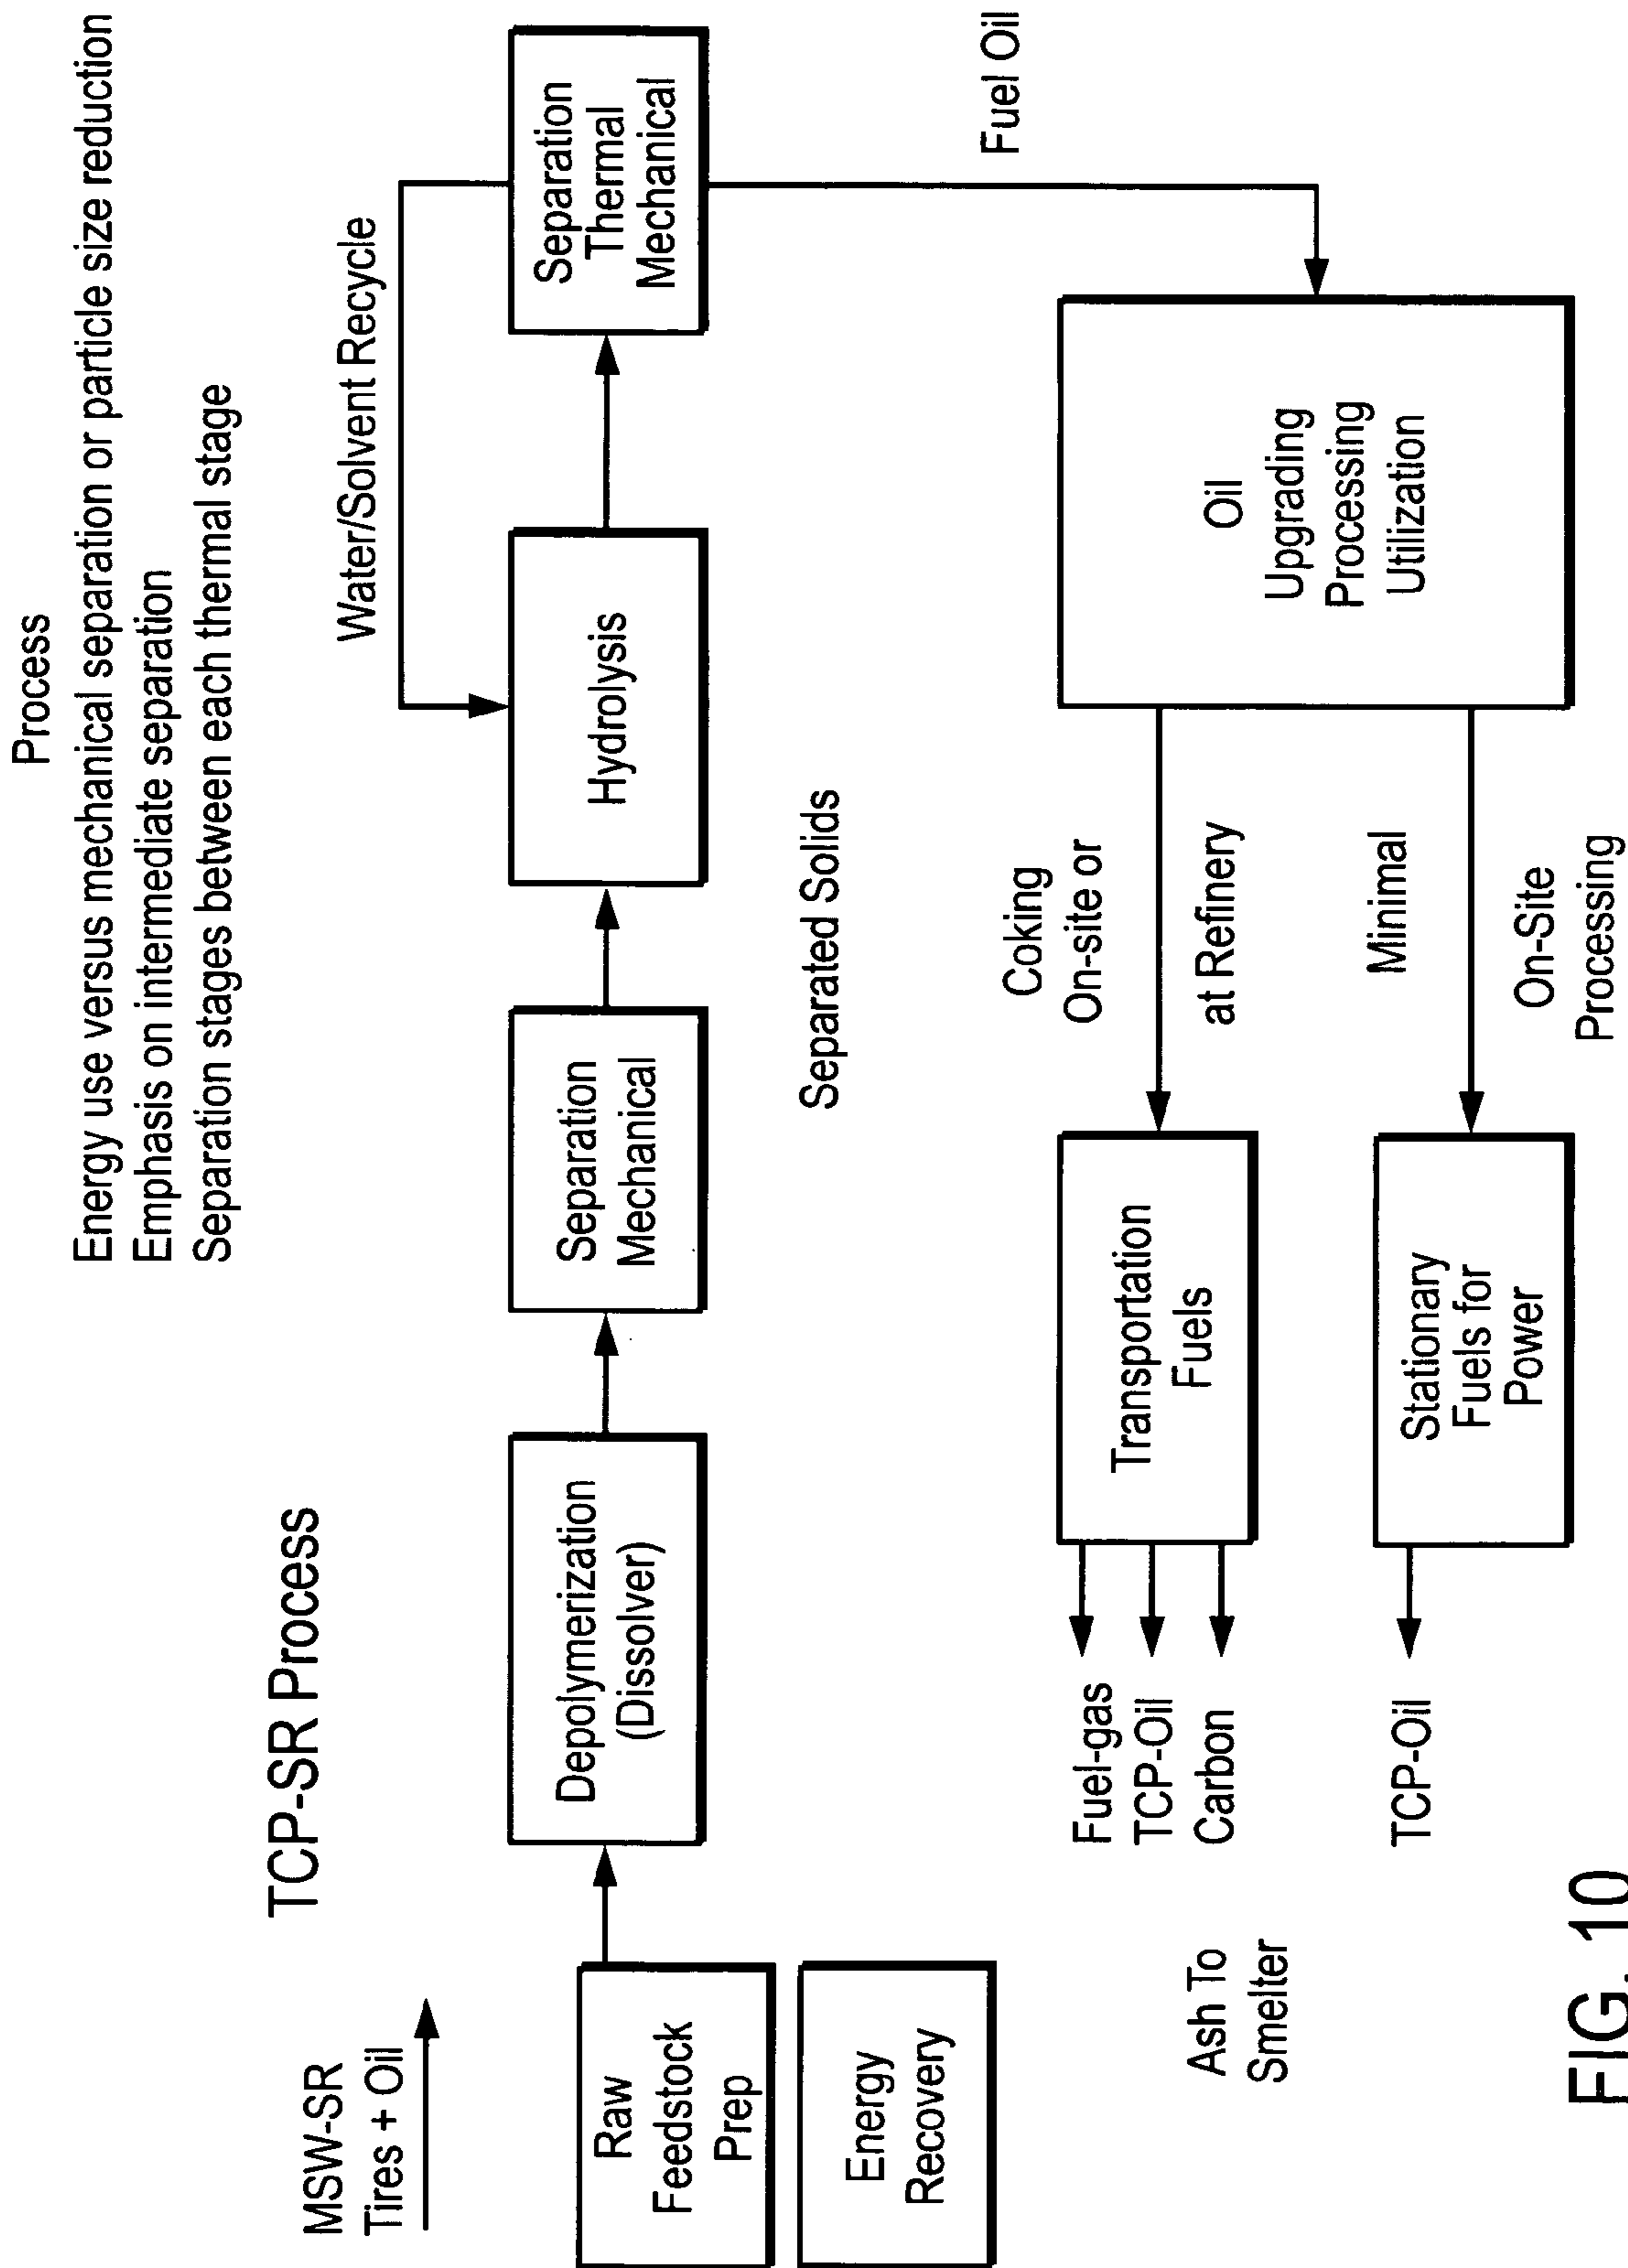 Process
Energy use versus mechanical separation or particle size reduction
Emphasis on intermediate separation
Separation stages between each thermal stage
TCP-SR Process
MSW-SR
Tires + Oil
Water/Solvent Recycle
Raw
Feedstock
Prep
Depolymerization
(Dissolver)
Separation
Mechanical
Hydrolysis
Separation
Thermal
Mechanical
Energy
Recovery
Separated Solids
Fuel Oil
Ash To
Smelter
Fuel-gas
TCP-Oil
Carbon
Transportation
Fuels
Coking
On-site or
at Refinery
Oil
Upgrading
Processing
Utilization
TCP-Oil
Stationary
Fuels for
Power
Minimal
On-Site
Processing
FIG. 10